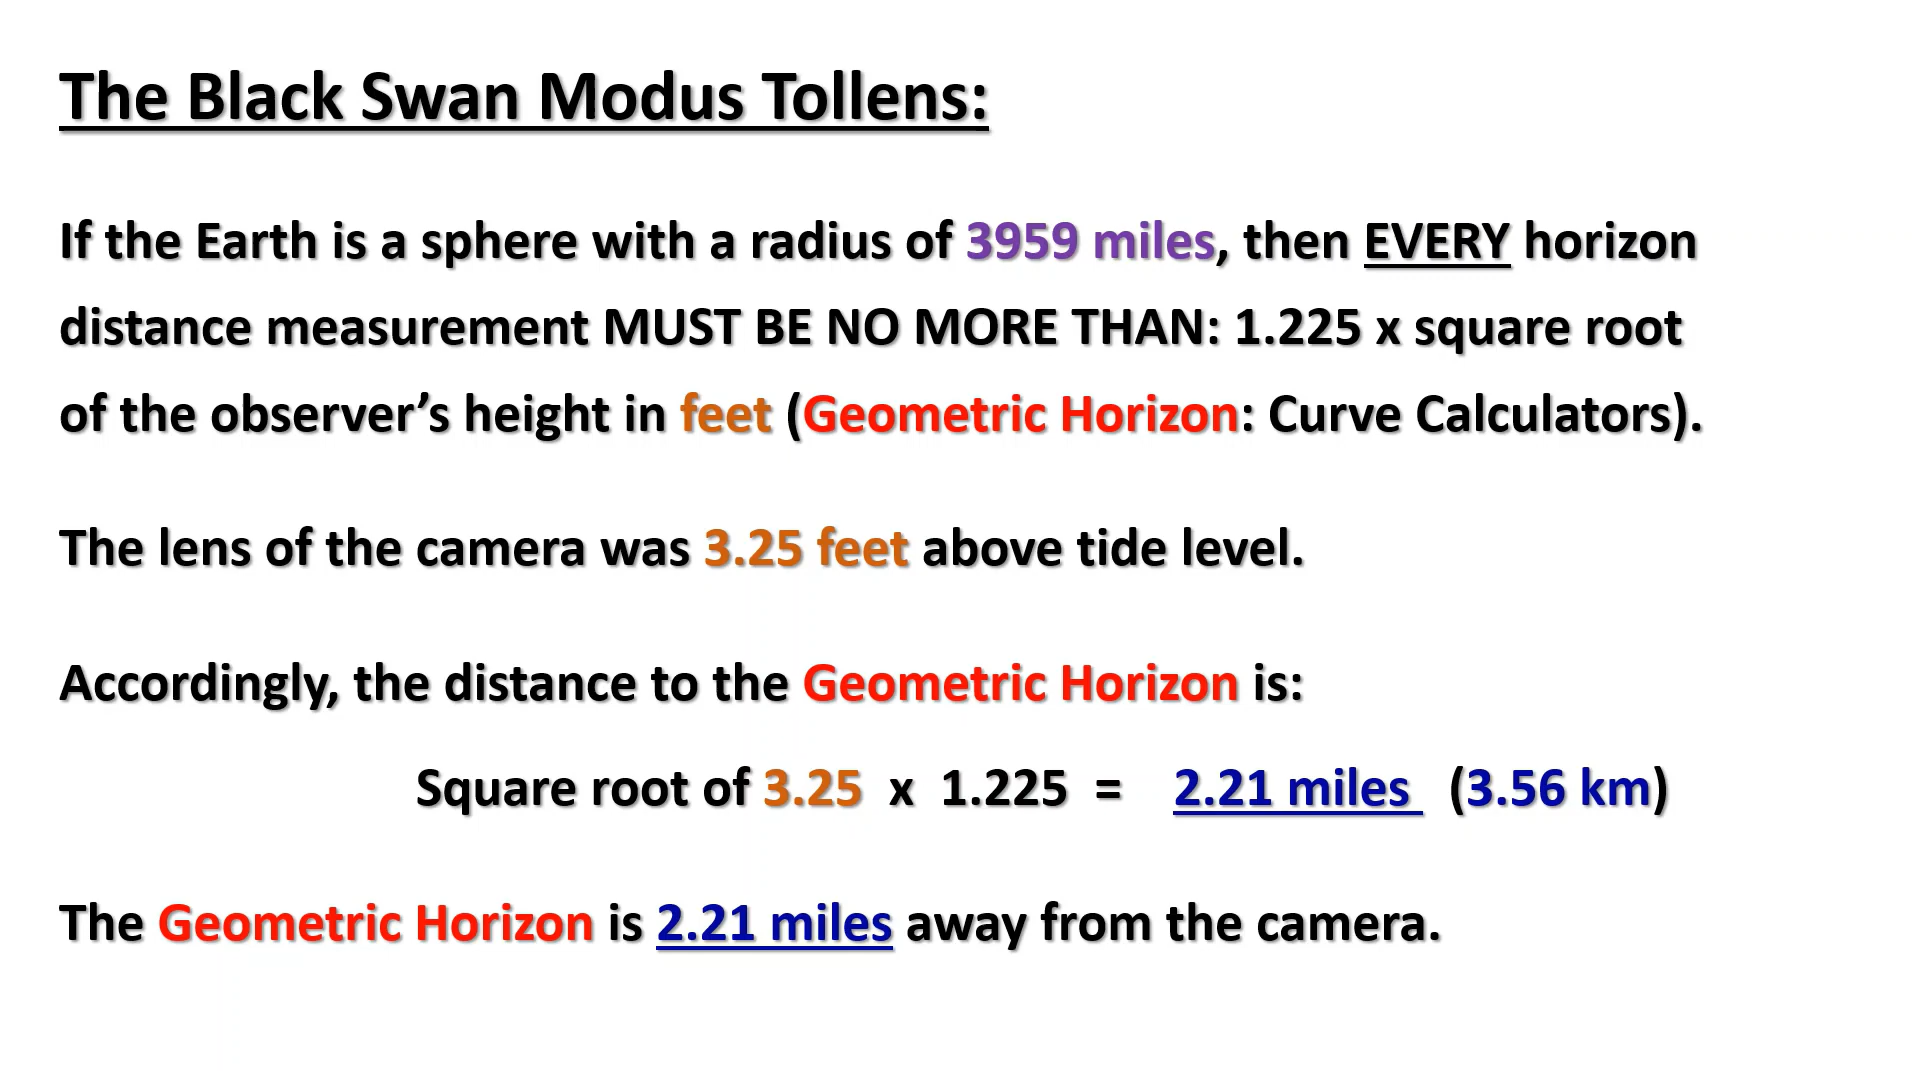 The Black Swan Modus Tollens:
If the Earth is a sphere with a radius of 3959 miles, then EVERY horizon
distance measurement MUST BE NO MORE THAN: 1.225 x square root
of the observer’s height in feet (Geometric Horizon: Curve Calculators).
The lens of the camera was 3.25 feet above tide level.
Accordingly, the distance to the Geometric Horizon is:
Square root of 3.25 x 1.225 = 2.21 miles (3.56 km)
The Geometric Horizon is 2.21 miles away from the camera.